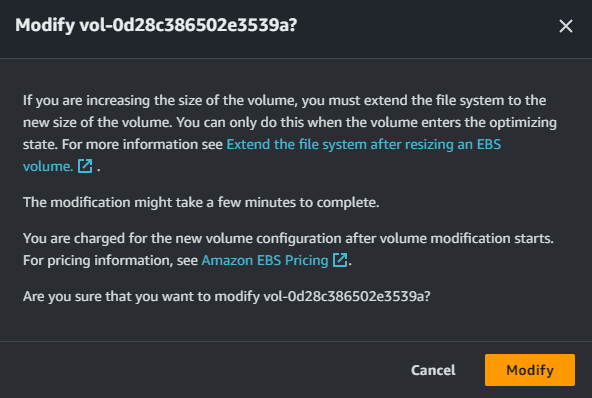 Modify vol-0d28c386502e3539a?
If you are increasing the size of the volume, you must extend the file system to the
new size of the volume. You can only do this when the volume enters the optimizing
state. For more information see Extend the file system after resizing an EBS
volume. .
The modification might take a few minutes to complete.
You are charged for the new volume configuration after volume modification starts.
For pricing information, see Amazon EBS Pricing .
Are you sure that you want to modify vol-0d28c386502e3539a?
Cancel Modify